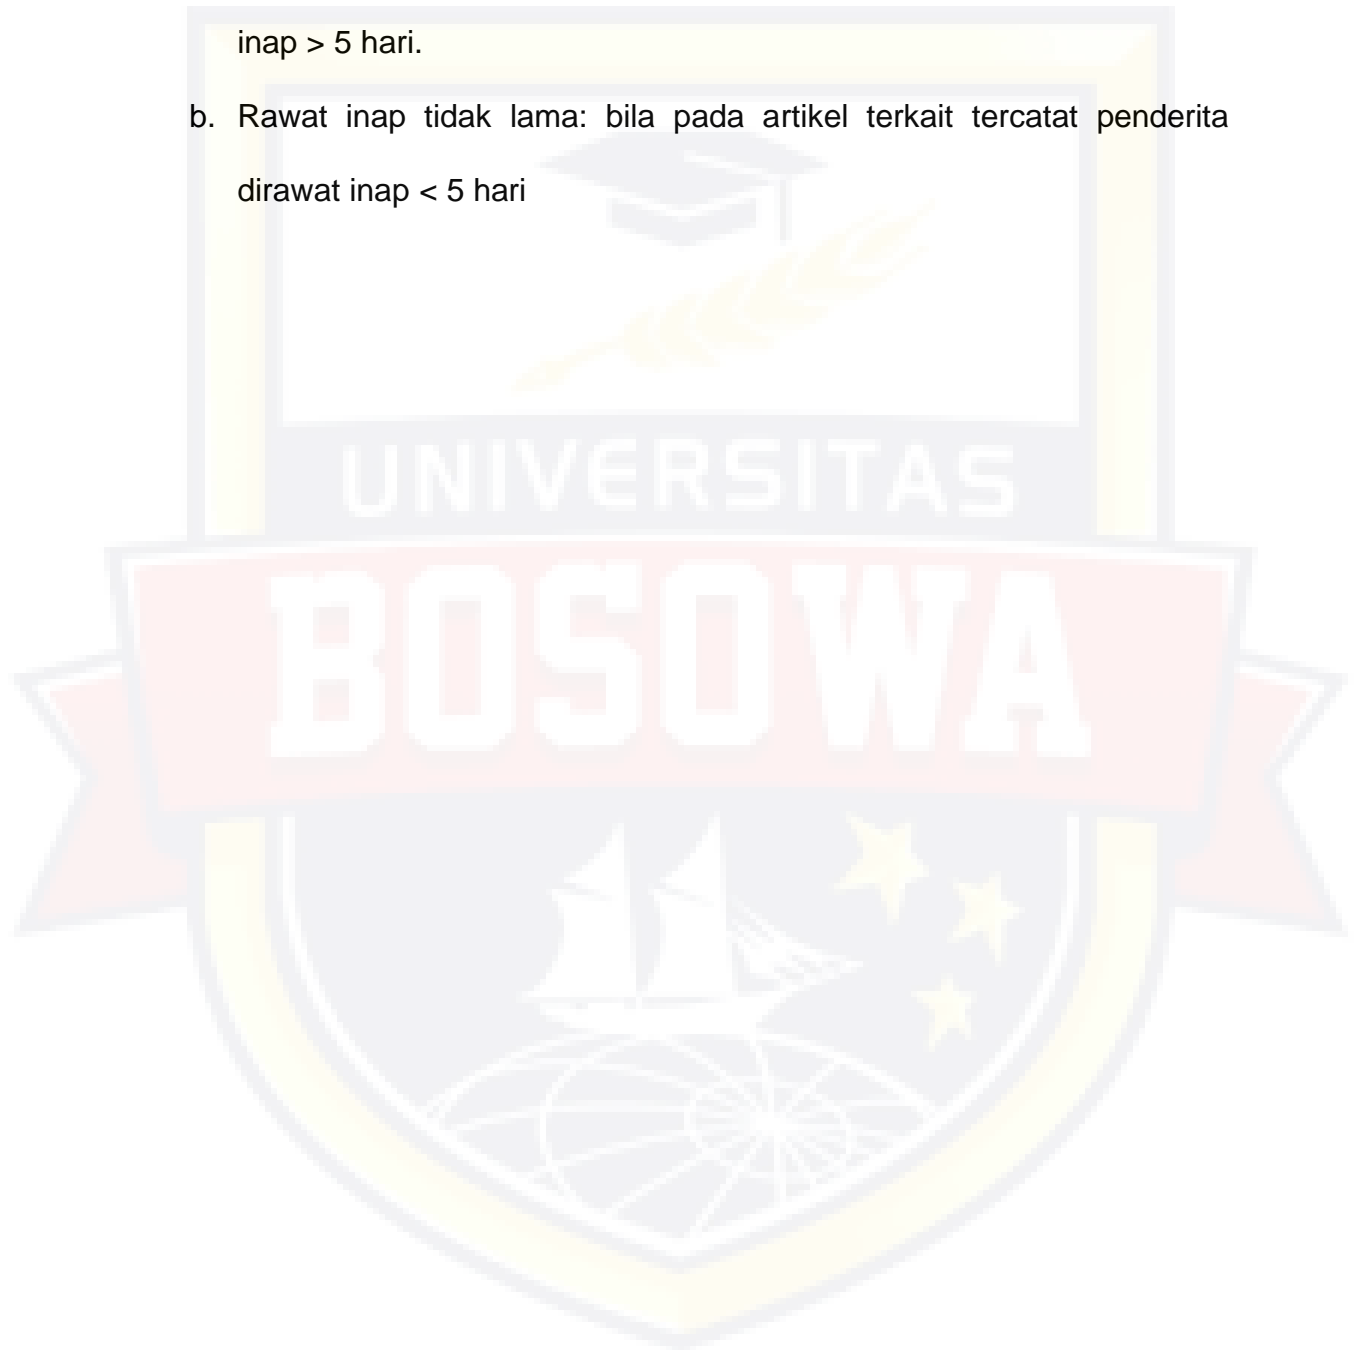 inap > 5 hari.
b. Rawat inap tidak lama: bila pada artikel terkait tercatat penderita
dirawat inap < 5 hari
UNIVERSITAS
BOSOWA